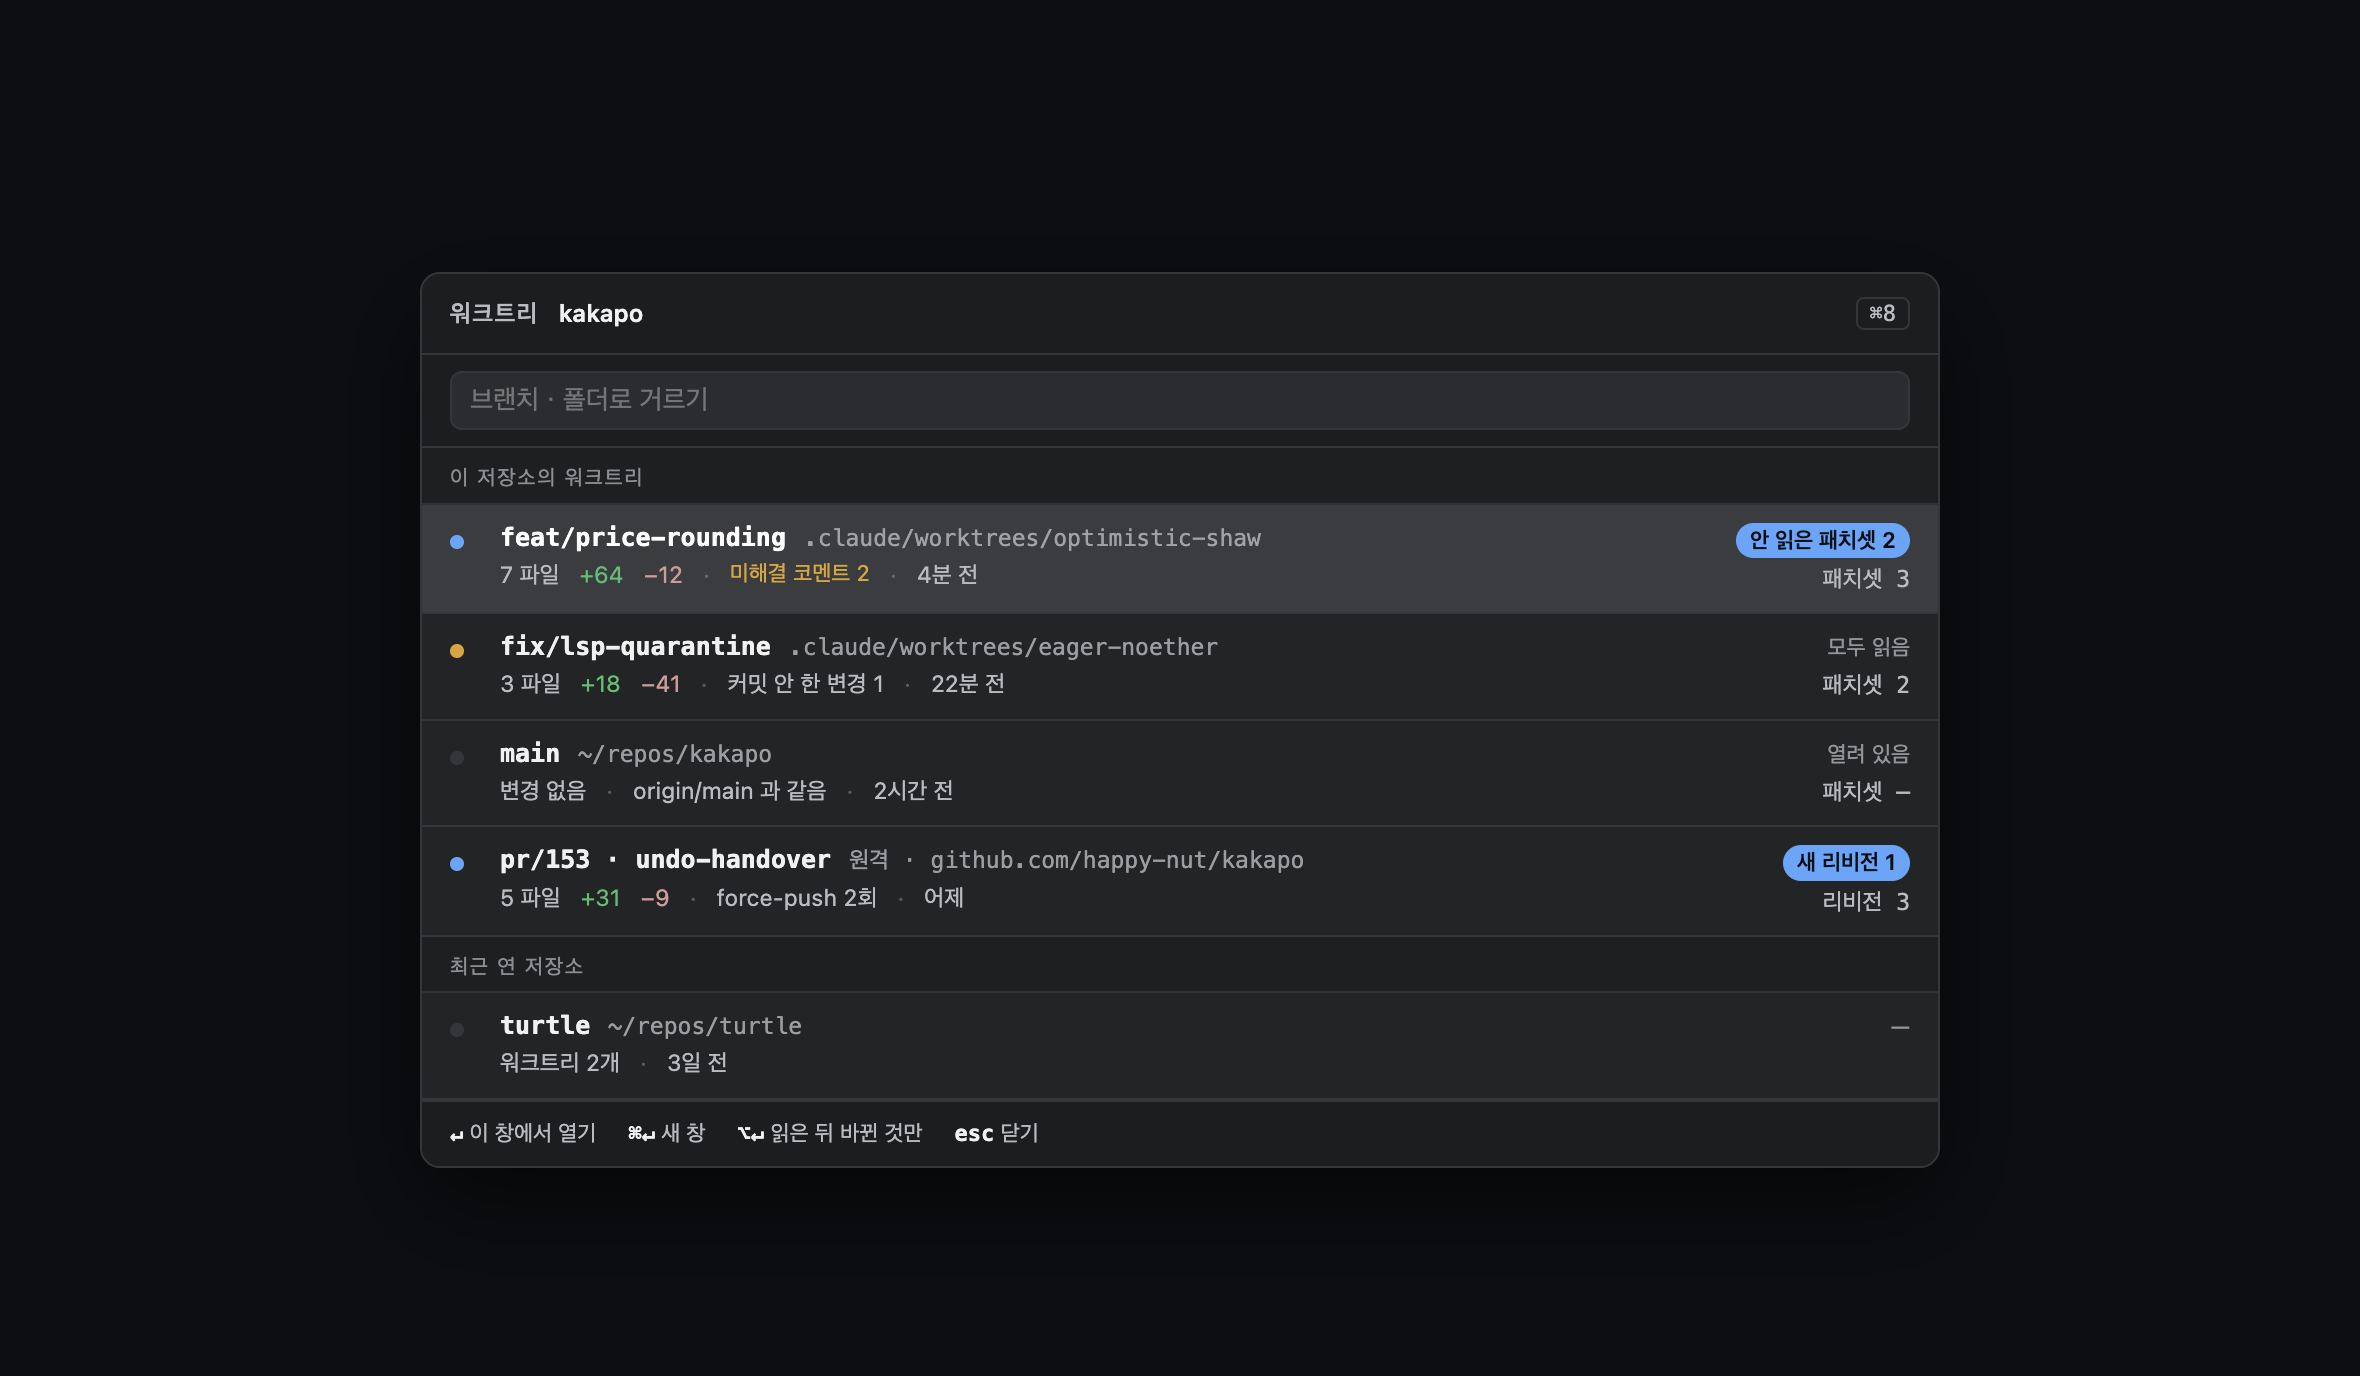 워크트리 kakapo ⌘8
브랜치 · 폴더로 거르기
이 저장소의 워크트리
feat/price-rounding .claude/worktrees/optimistic-shaw 안 읽은 패치셋 2
7 파일 +64 −12 · 미해결 코멘트 2 · 4분 전 패치셋 3
fix/lsp-quarantine .claude/worktrees/eager-noether 모두 읽음
3 파일 +18 −41 · 커밋 안 한 변경 1 · 22분 전 패치셋 2
main ~/repos/kakapo 열려 있음
변경 없음 · origin/main 과 같음 · 2시간 전 패치셋 —
pr/153 · undo-handover 원격 · github.com/happy-nut/kakapo 새 리비전 1
5 파일 +31 −9 · force-push 2회 · 어제 리비전 3
최근 연 저장소
turtle ~/repos/turtle —
워크트리 2개 · 3일 전
↵ 이 창에서 열기 ⌘↵ 새 창 ⌥↵ 읽은 뒤 바뀐 것만 esc 닫기